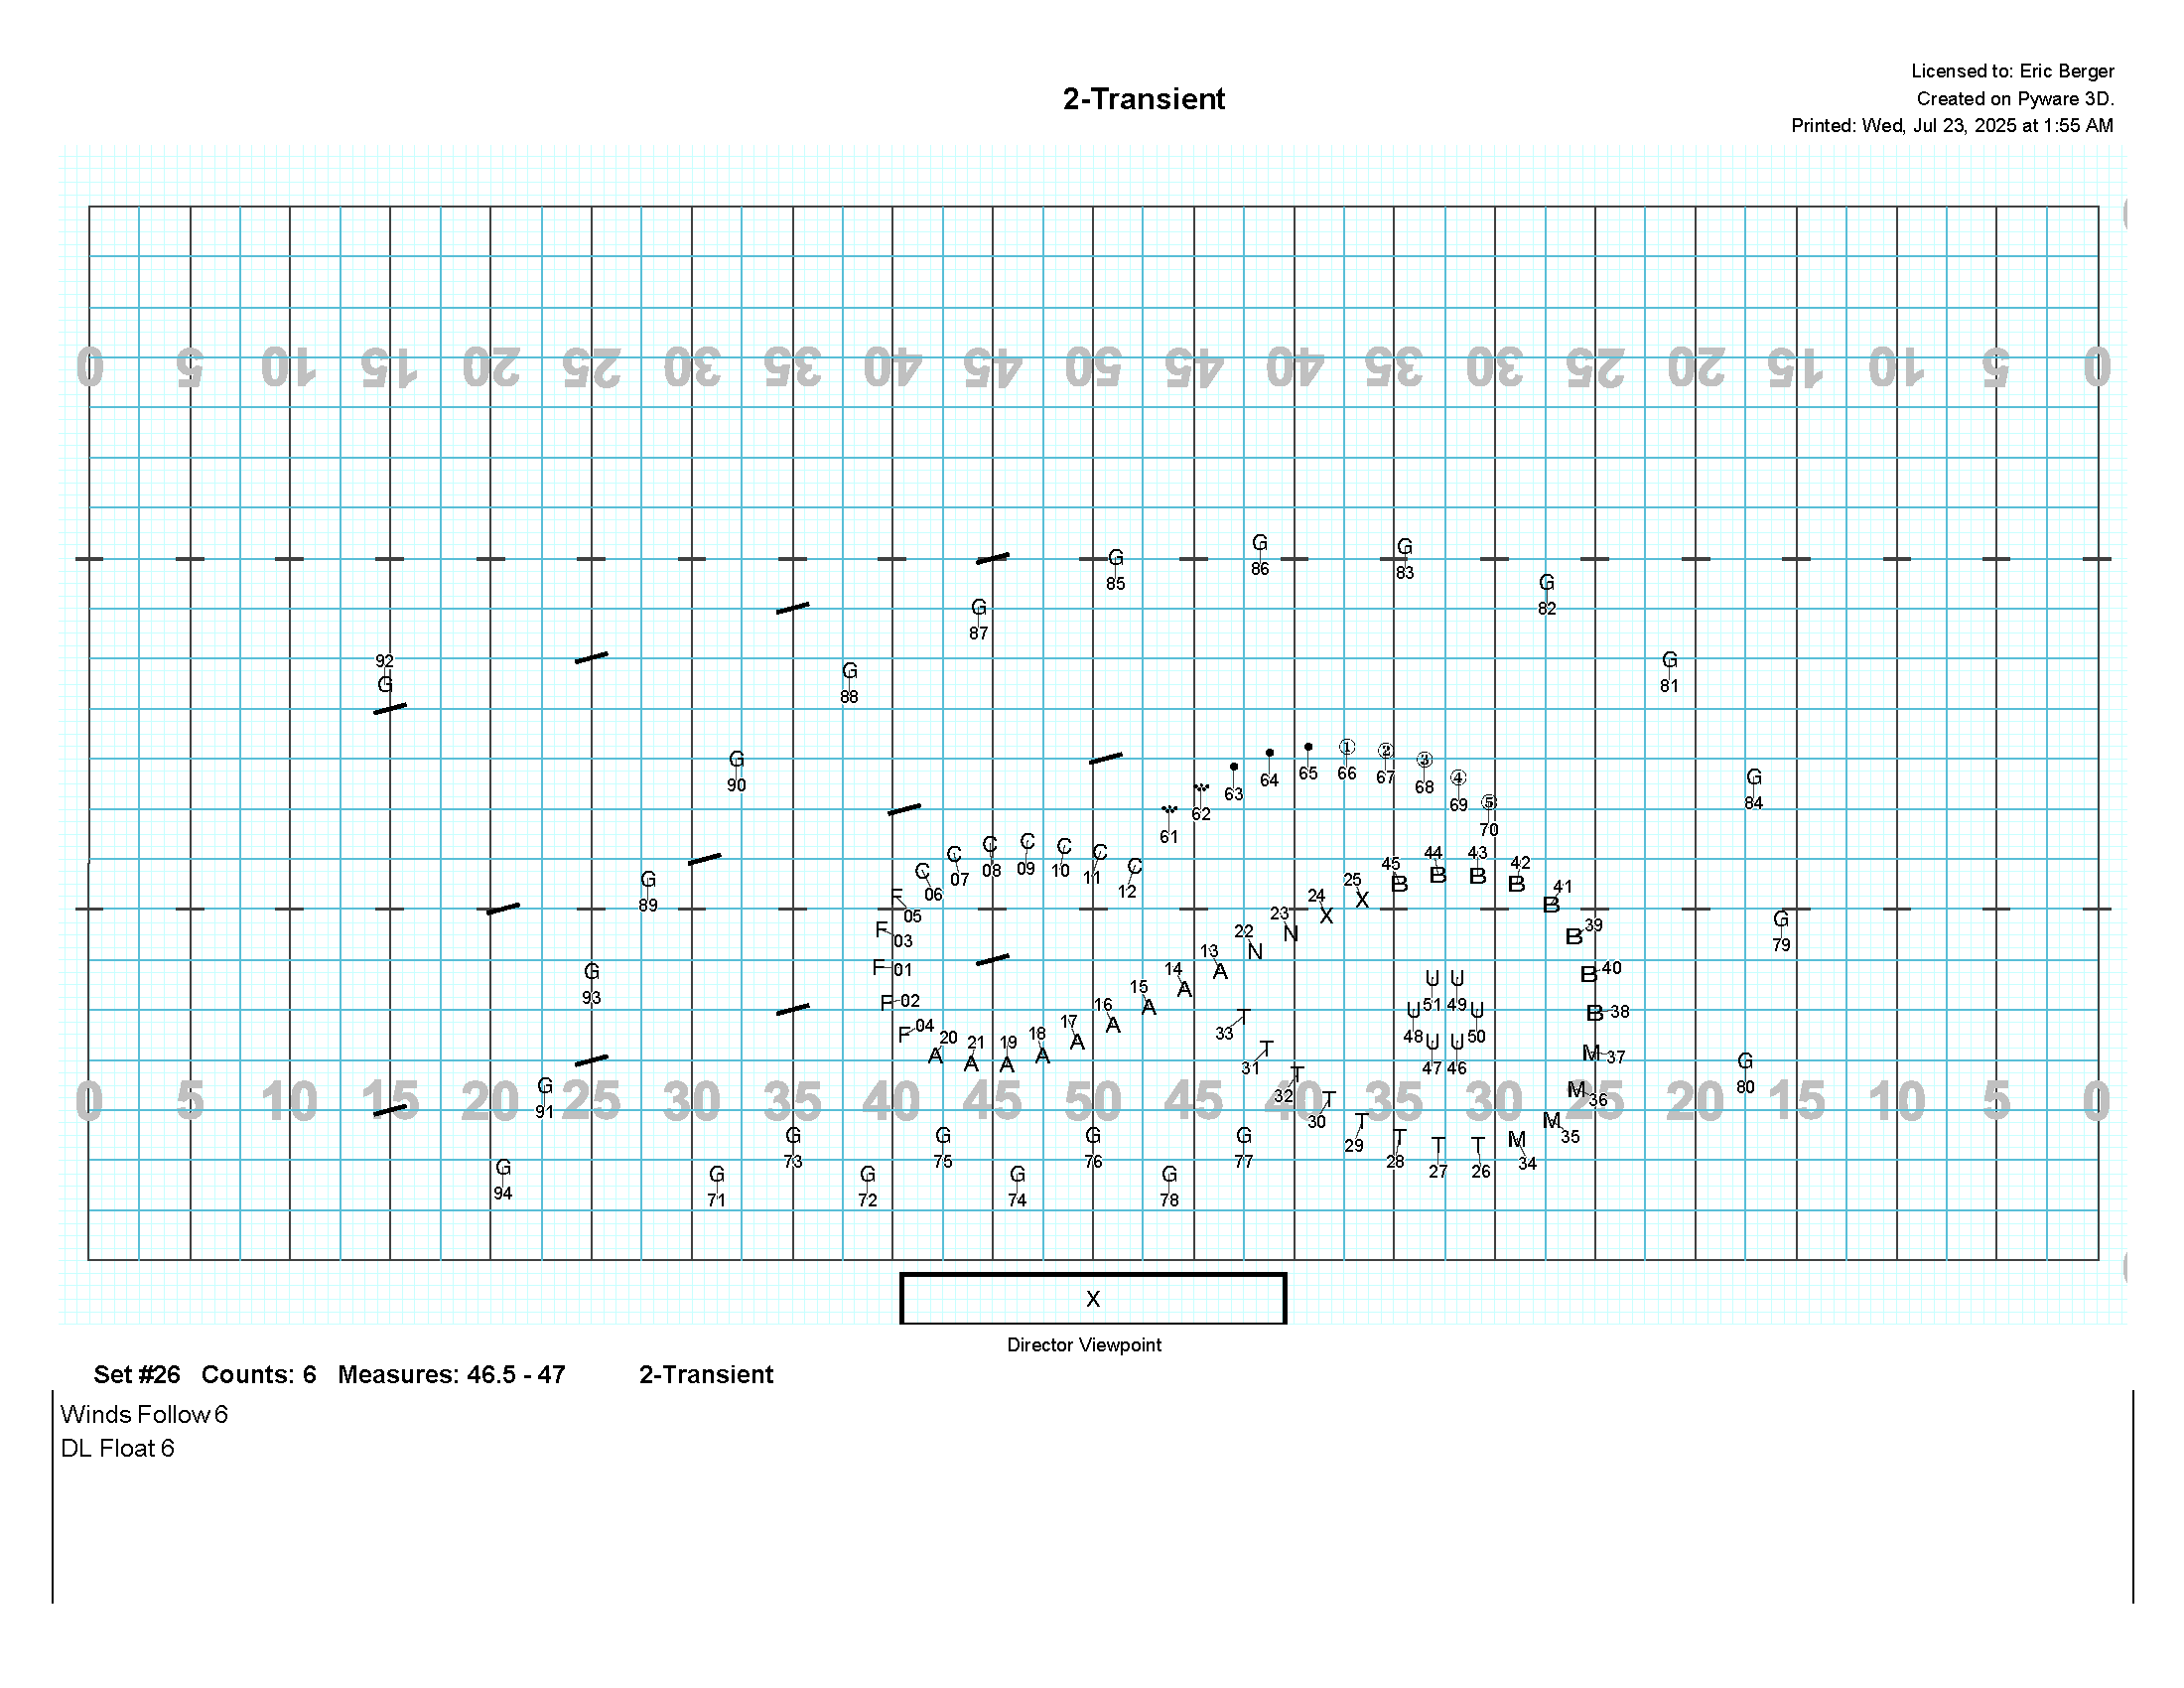 Licensed to: Eric Berger
2-Transient
Created on Pyware 3D.
Printed: Wed, Jul 23, 2025 at 1:55 AM
0 5 10 15 20 25 30 35 40 45 50 45 40 35 30 25 20 15 10 5 0
G 85
G 86
G 83
G 82
G 87
92 G
G 88
G 81
G 90
61
62
63
64
65
① 66
② 67
③ 68
④ 69
⑤ 70
G 84
G 89
C 06
C 07
C 08
C 09
C 10
C 11
C 12
45 B
44 B
43 B
42 B
41 B
B 39
B 40
B 38
F 05
F 03
F 01
F 02
F 04
24 X
25 X
22 N
23 N
G 79
G 93
13 A
14 A
15 A
16 A
17 A
18 A
19 A
21 A
20 A
U 51
U 49
U 48
U 50
U 47
U 46
T 33
T 31
T 32
T 30
T 29
T 28
T 27
T 26
M 37
M 36
M 35
M 34
G 80
G 91
0 5 10 15 20 25 30 35 40 45 50 45 40 35 30 25 20 15 10 5 0
G 73
G 75
G 76
G 77
G 94
G 71
G 72
G 74
G 78
X
Director Viewpoint
Set #26 Counts: 6 Measures: 46.5 - 47 2-Transient
Winds Follow 6
DL Float 6